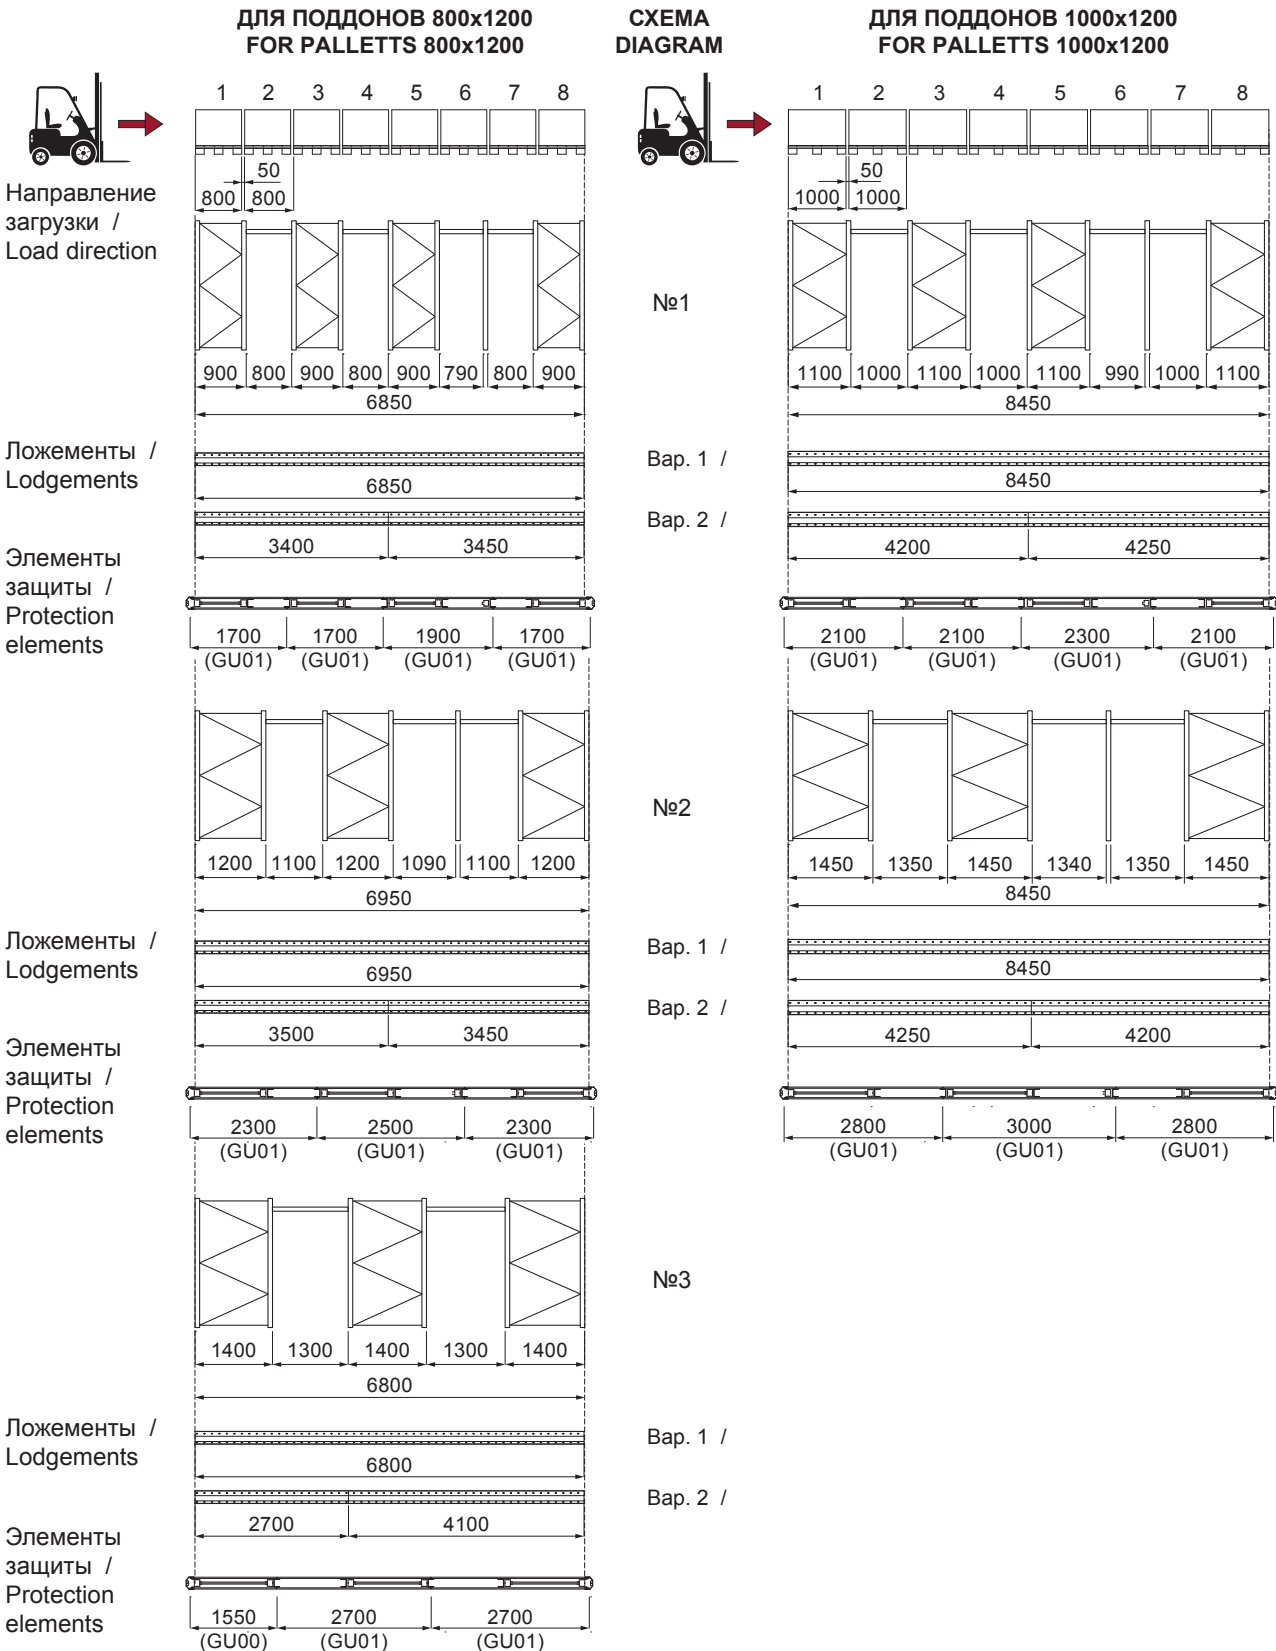 ДЛЯ ПОДДОНОВ 800х1200
FOR PALLETTS 800x1200
СХЕМА
DIAGRAM
ДЛЯ ПОДДОНОВ 1000х1200
FOR PALLETTS 1000x1200
1 2 3 4 5 6 7 8
1 2 3 4 5 6 7 8
Направление
загрузки /
Load direction
50
800 800
50
1000 1000
№1
900 800 900 800 900 790 800 900
6850
1100 1000 1100 1000 1100 990 1000 1100
8450
Ложементы /
Lodgements
6850
Вар. 1 /
8450
Вар. 2 /
3400 3450
4200 4250
Элементы
защиты /
Protection
elements
1700 1700 1900 1700
(GU01) (GU01) (GU01) (GU01)
2100 2100 2300 2100
(GU01) (GU01) (GU01) (GU01)
№2
1200 1100 1200 1090 1100 1200
6950
1450 1350 1450 1340 1350 1450
8450
Ложементы /
Lodgements
6950
Вар. 1 /
8450
Вар. 2 /
3500 3450
4250 4200
Элементы
защиты /
Protection
elements
2300 2500 2300
(GU01) (GU01) (GU01)
2800 3000 2800
(GU01) (GU01) (GU01)
№3
1400 1300 1400 1300 1400
6800
Ложементы /
Lodgements
6800
Вар. 1 /
Вар. 2 /
2700 4100
Элементы
защиты /
Protection
elements
1550 2700 2700
(GU00) (GU01) (GU01)